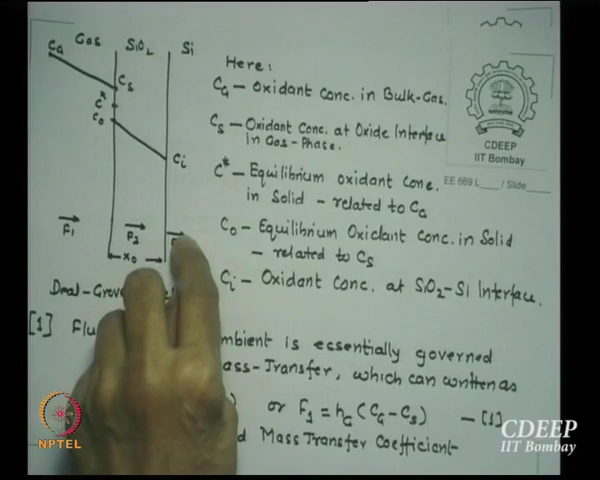 Gas SiO2 Si
CG
Cs
C*
Co
Ci
F1
F2
x0
Here:
CG – Oxidant Conc. in Bulk-Gas.
Cs – Oxidant Conc. at Oxide Interface
in Gas-Phase.
C* – Equilibrium oxidant conc.
in Solid – related to CG
Co – Equilibrium Oxidant Conc. in Solid
– related to Cs
Ci – Oxidant Conc. at SiO2-Si Interface.
Deal-Grove
[1] Flu mbient is essentially governed
ass-Transfer, which can written as
) or F1 = hG (CG – Cs) — [1]
d Mass Transfer Coefficient
CDEEP
IIT Bombay
EE 669 L / Slide
NPTEL
CDEEP
IIT Bombay